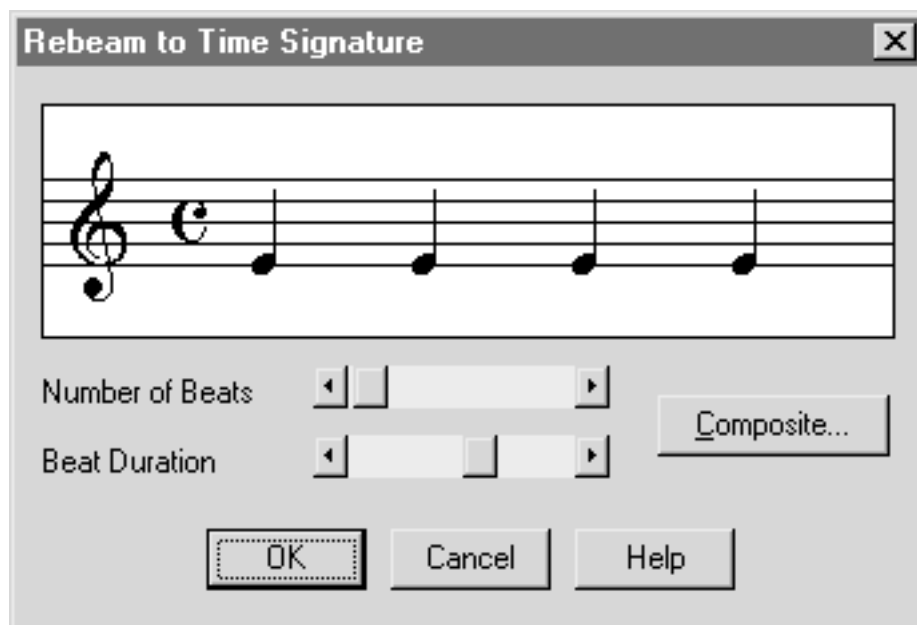 Rebeam to Time Signature
Number of Beats
Composite...
Beat Duration
OK
Cancel
Help